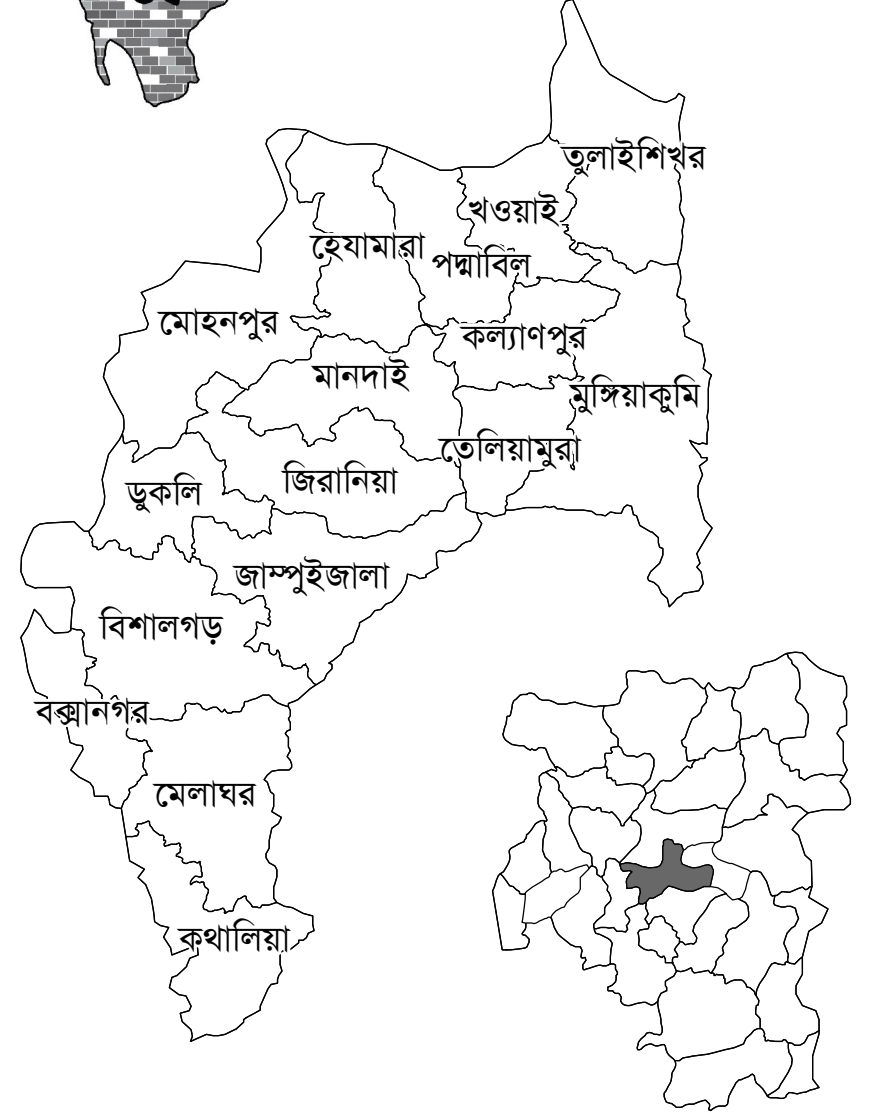 তুলাইশিখর
খওয়াই
হেযামারা
পদ্মাবিল
মোহনপুর
কল্যাণপুর
মানদাই
মুঙ্গিয়াকুমি
তেলিয়ামুরা
জিরানিয়া
ডুকলি
জাম্পুইজালা
বিশালগড়
বক্সানগর
মেলাঘর
কথালিয়া